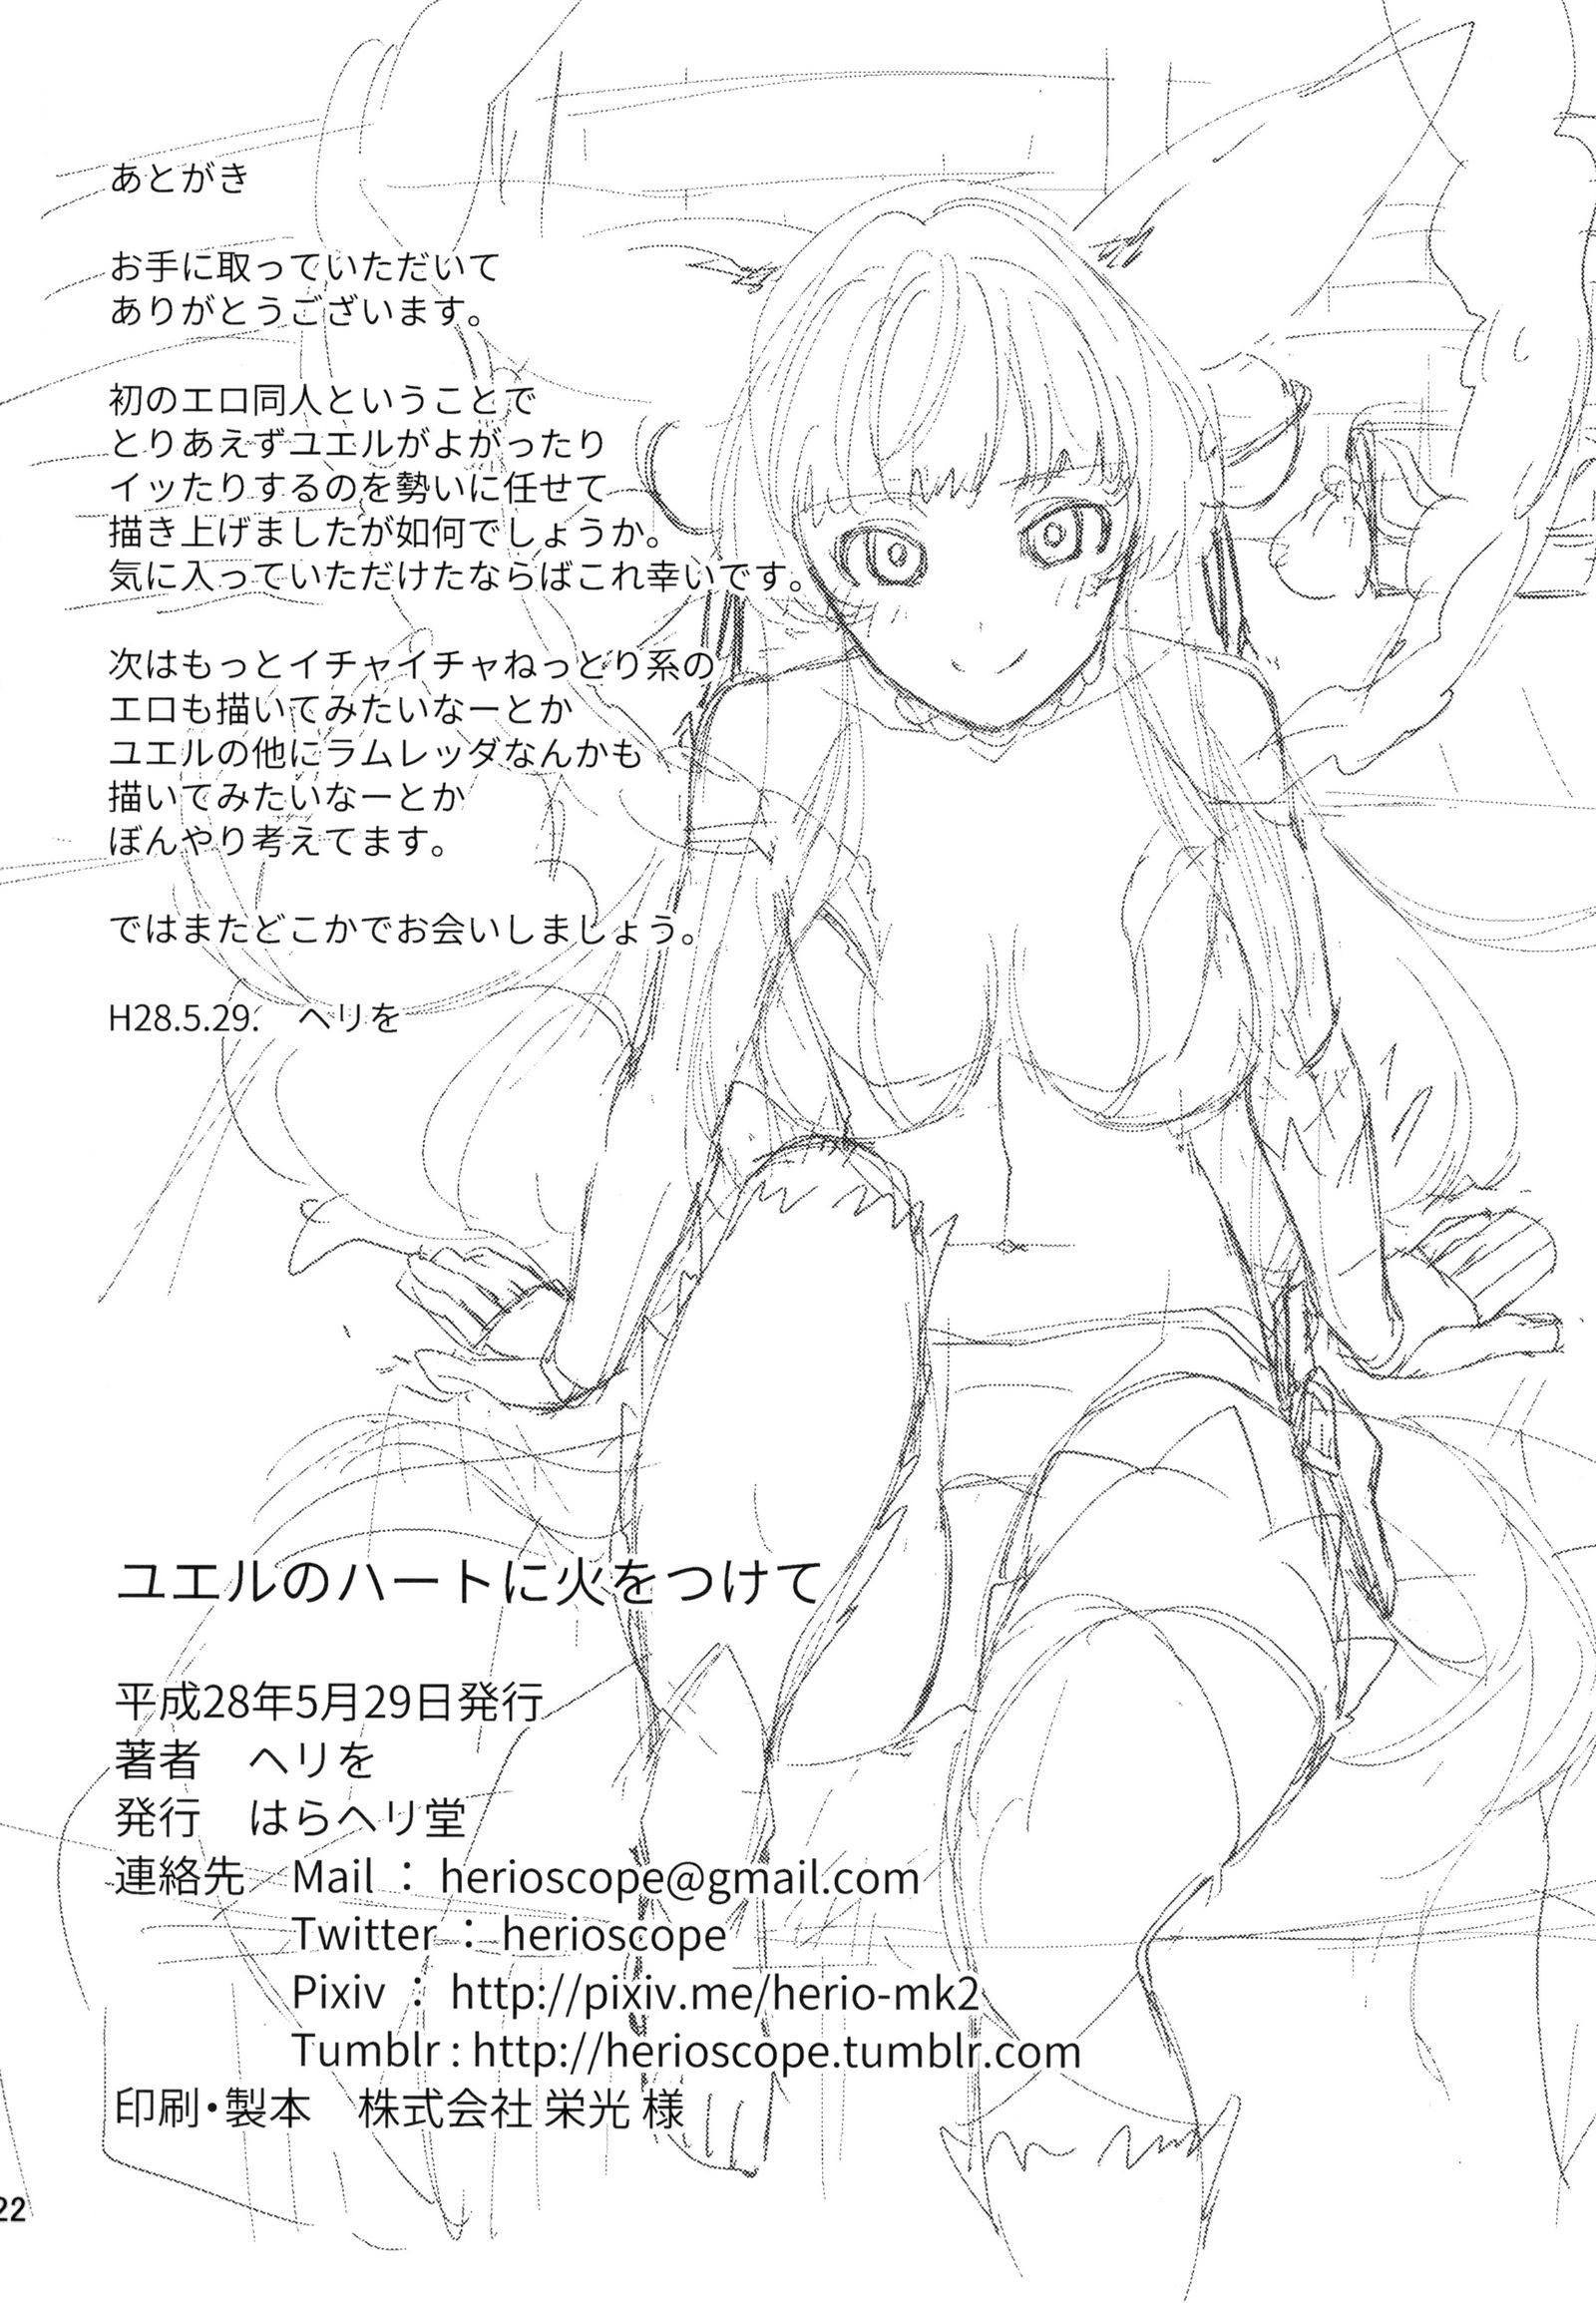 あとがき
お手に取っていただいて
ありがとうございます。
初のエロ同人ということで
とりあえずユエルがよがったり
イッたりするのを勢いに任せて
描き上げましたが如何でしょうか。
気に入っていただけたならばこれ幸いです。
次はもっとイチャイチャねっとり系の
エロも描いてみたいなーとか
ユエルの他にラムレッダなんかも
描いてみたいなーとか
ぼんやり考えてます。
ではまたどこかでお会いしましょう。
H28.5.29.　ヘリを
ユエルのハートに火をつけて
平成28年5月29日発行
著者　ヘリを
発行　はらヘリ堂
連絡先　Mail ： herioscope@gmail.com
Twitter ： herioscope
Pixiv ： http://pixiv.me/herio-mk2
Tumblr : http://herioscope.tumblr.com
印刷・製本　株式会社 栄光 様
22